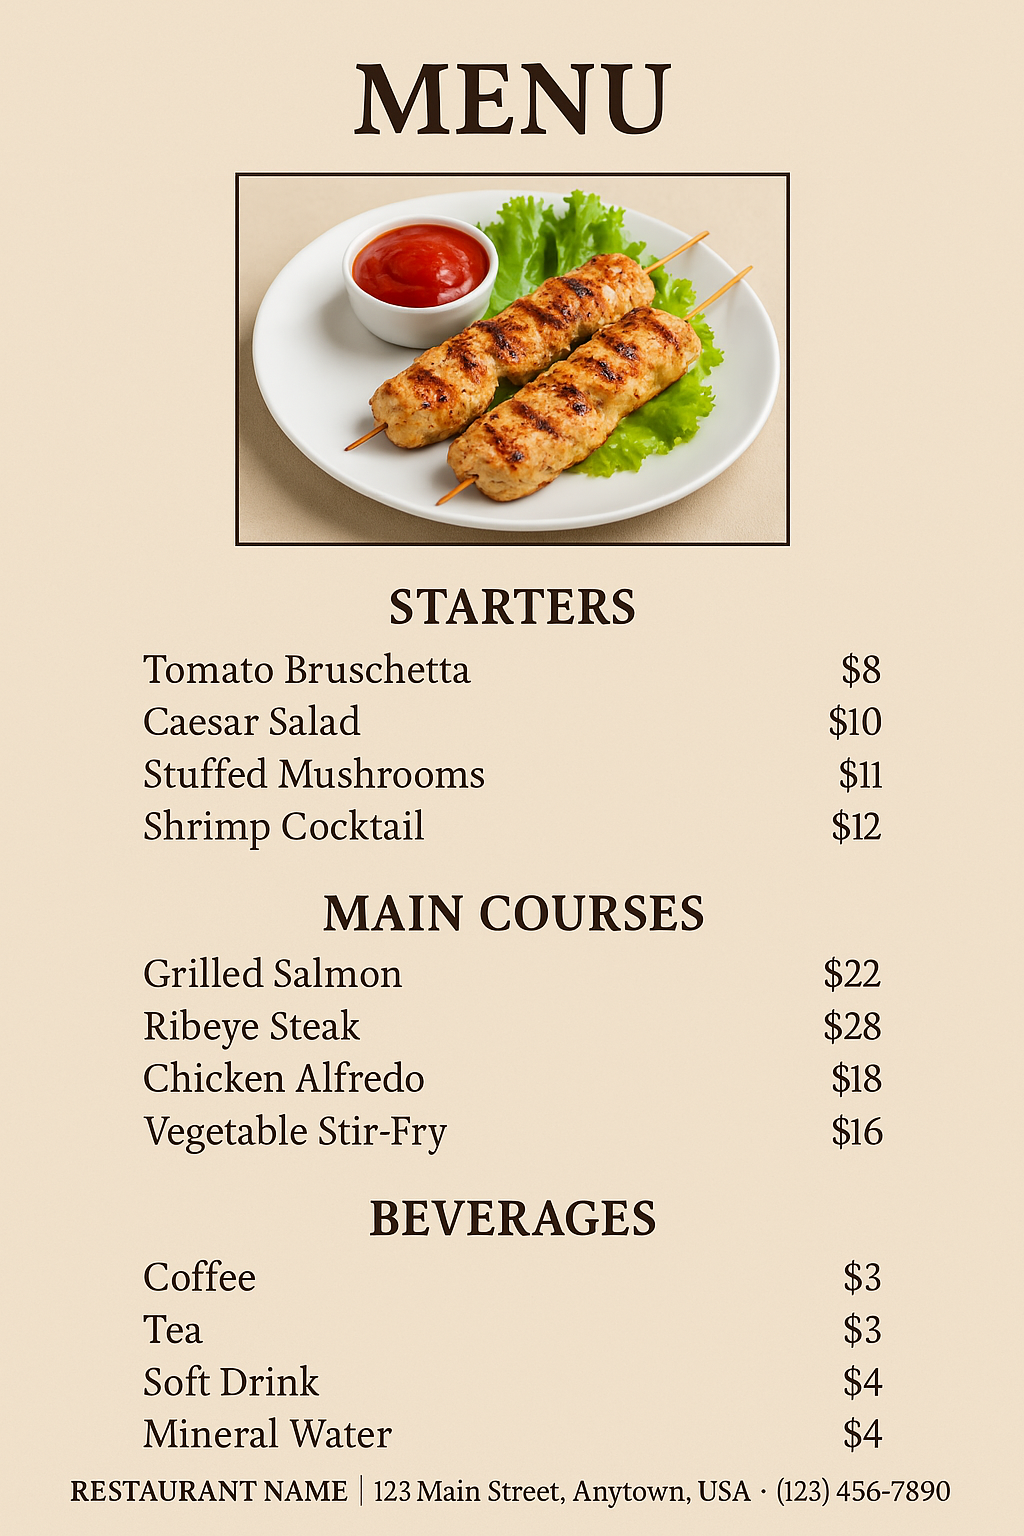 MENU
STARTERS
Tomato Bruschetta $8
Caesar Salad $10
Stuffed Mushrooms $11
Shrimp Cocktail $12
MAIN COURSES
Grilled Salmon $22
Ribeye Steak $28
Chicken Alfredo $18
Vegetable Stir-Fry $16
BEVERAGES
Coffee $3
Tea $3
Soft Drink $4
Mineral Water $4
RESTAURANT NAME | 123 Main Street, Anytown, USA · (123) 456-7890